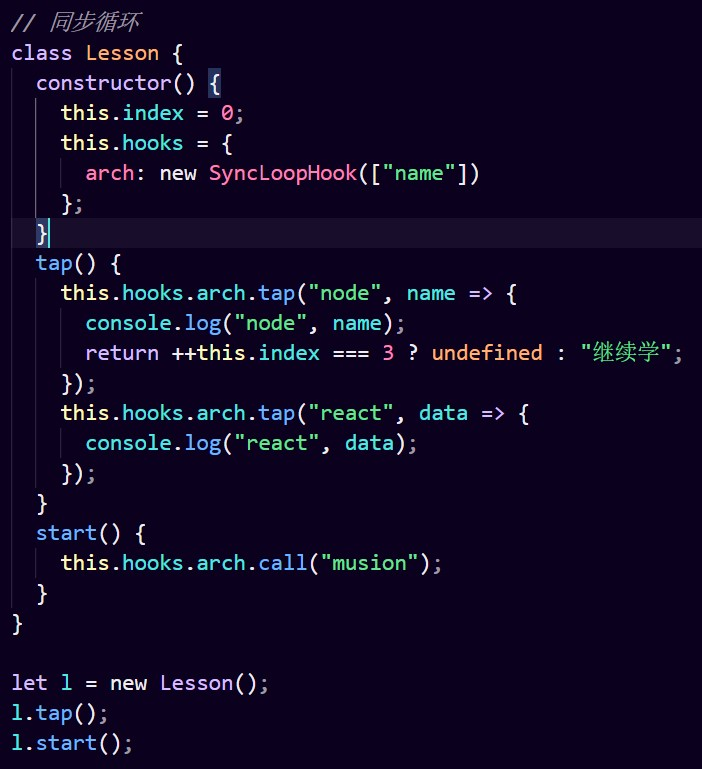 // 同步循环
class Lesson {
  constructor() {
    this.index = 0;
    this.hooks = {
      arch: new SyncLoopHook(["name"])
    };
  }
  tap() {
    this.hooks.arch.tap("node", name => {
      console.log("node", name);
      return ++this.index === 3 ? undefined : "继续学";
    });
    this.hooks.arch.tap("react", data => {
      console.log("react", data);
    });
  }
  start() {
    this.hooks.arch.call("musion");
  }
}

let l = new Lesson();
l.tap();
l.start();